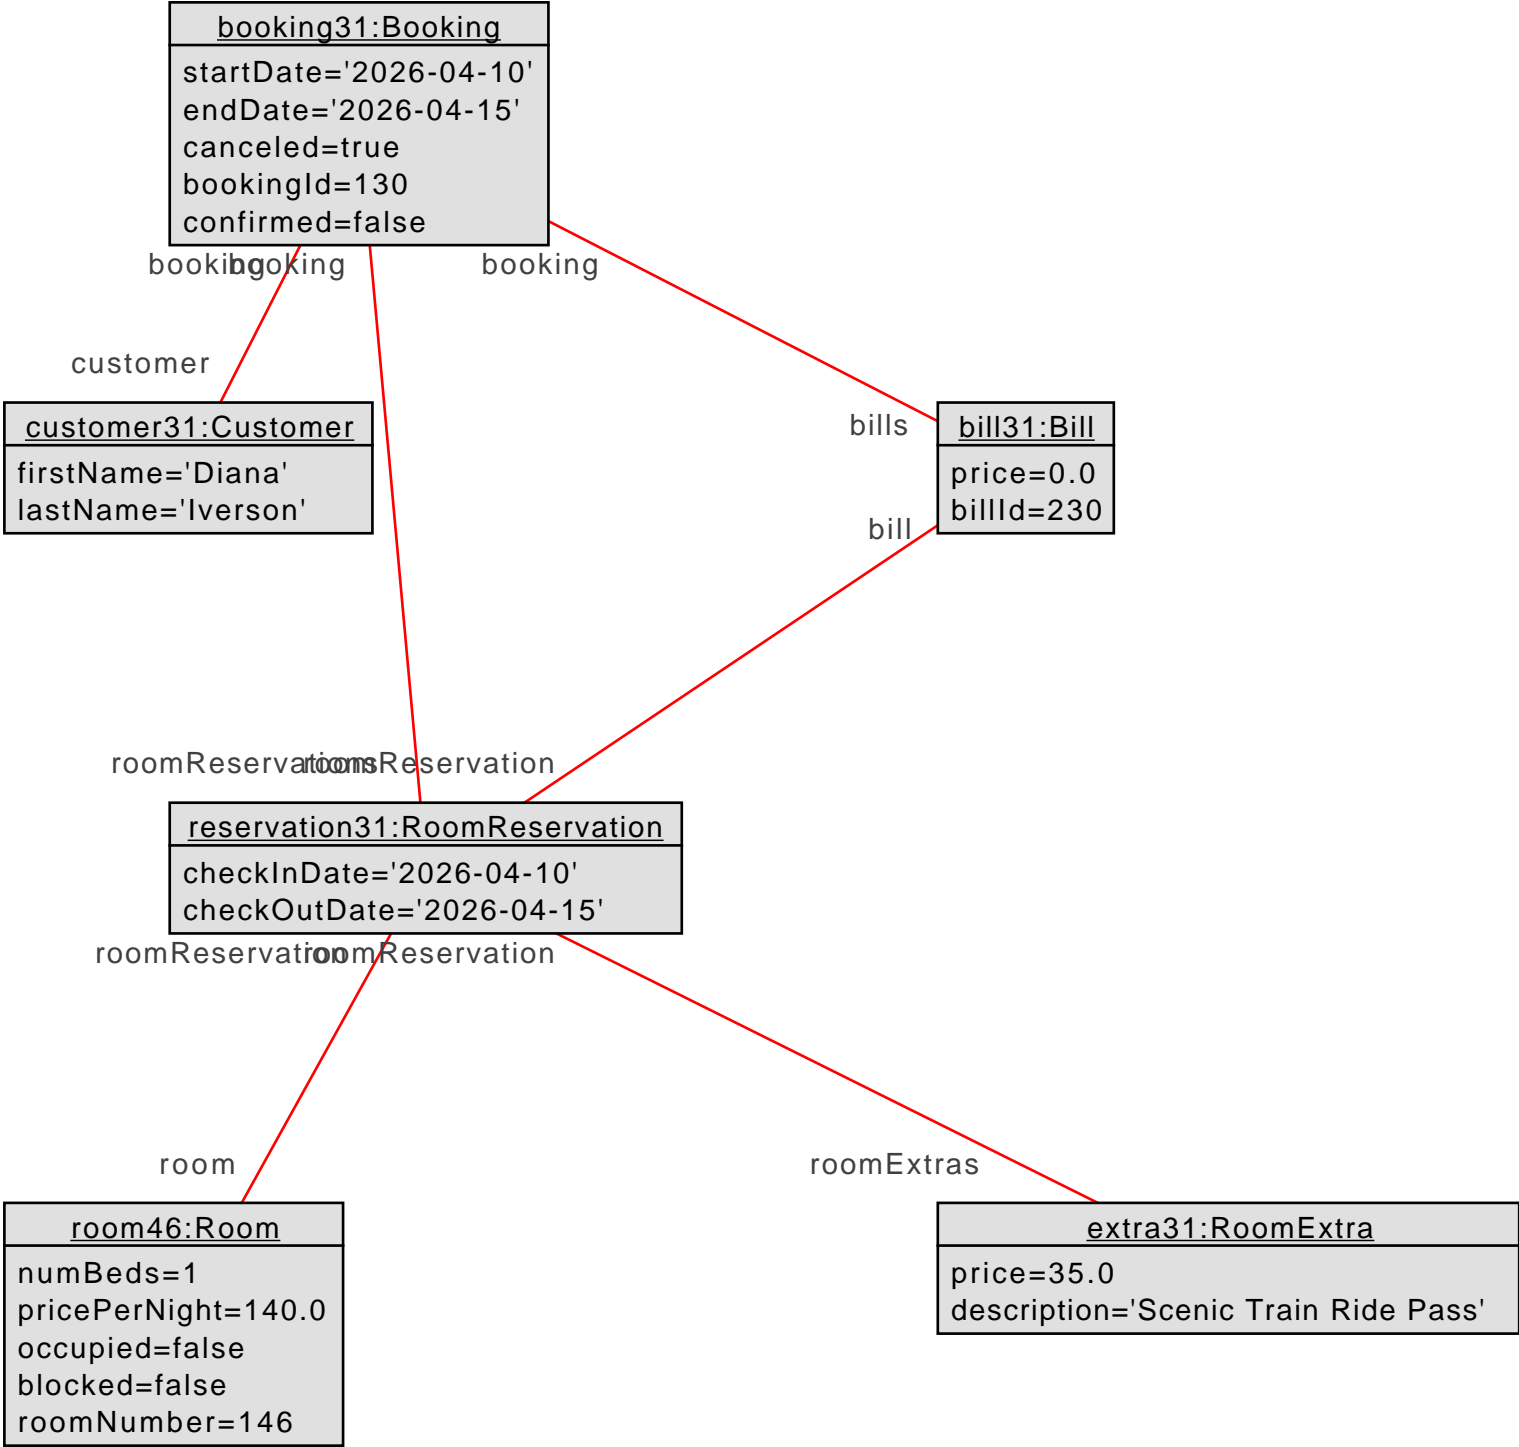 booking31:Booking
startDate='2026-04-10'
endDate='2026-04-15'
canceled=true
bookingId=130
confirmed=false
booking
booking
booking
customer
customer31:Customer
firstName='Diana'
lastName='Iverson'
bills
bill31:Bill
price=0.0
billId=230
bill
roomReservations
roomReservation
reservation31:RoomReservation
checkInDate='2026-04-10'
checkOutDate='2026-04-15'
roomReservation
roomReservation
room
roomExtras
room46:Room
numBeds=1
pricePerNight=140.0
occupied=false
blocked=false
roomNumber=146
extra31:RoomExtra
price=35.0
description='Scenic Train Ride Pass'